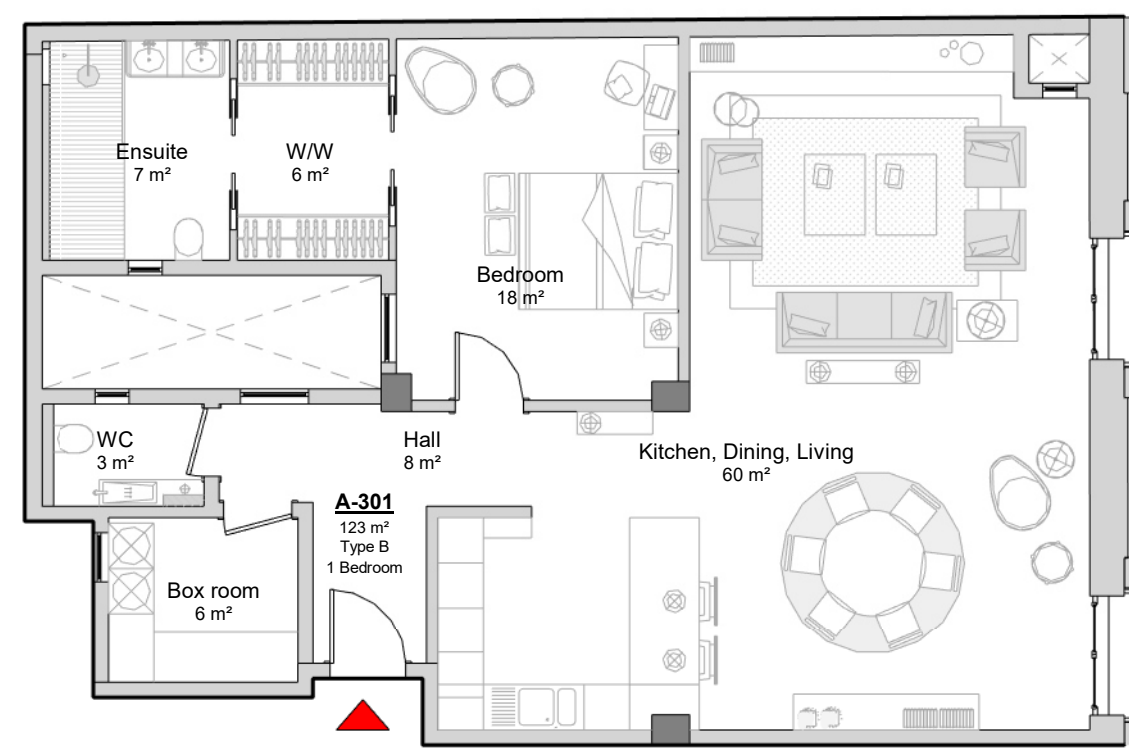 Ensuite
7 m²
W/W
6 m²
Bedroom
18 m²
WC
3 m²
Hall
8 m²
Kitchen, Dining, Living
60 m²
A-301
123 m²
Type B
1 Bedroom
Box room
6 m²